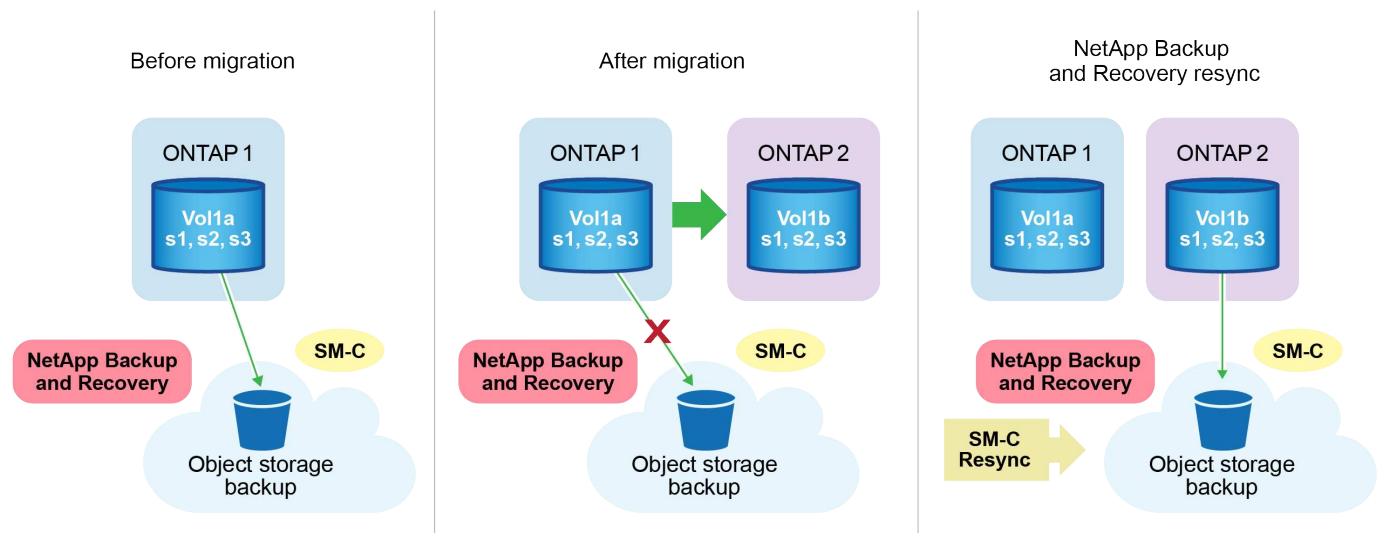 Before migration
ONTAP 1
Vol1a
s1, s2, s3
NetApp Backup
and Recovery
SM-C
Object storage
backup
After migration
ONTAP 1
Vol1a
s1, s2, s3
ONTAP 2
Vol1b
s1, s2, s3
X
NetApp Backup
and Recovery
SM-C
Object storage
backup
NetApp Backup
and Recovery resync
ONTAP 1
Vol1a
s1, s2, s3
ONTAP 2
Vol1b
s1, s2, s3
NetApp Backup
and Recovery
SM-C
SM-C
Resync
Object storage
backup